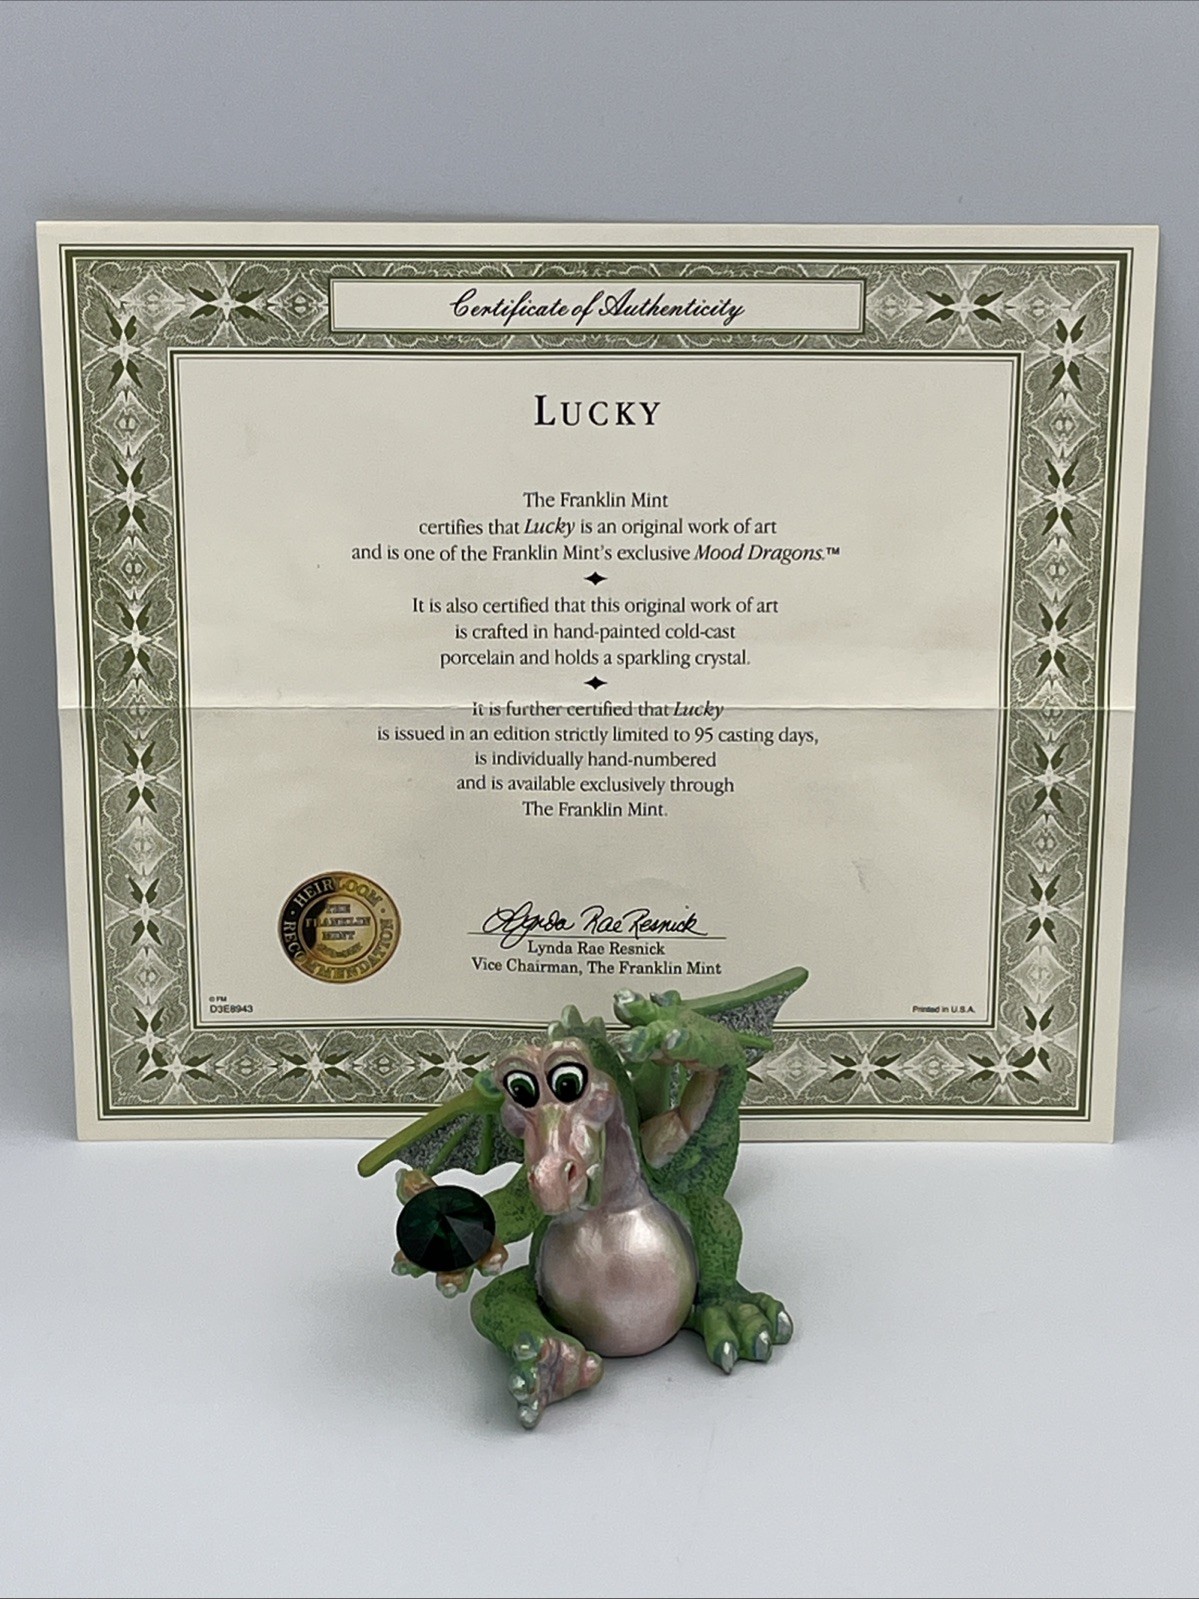 Certificate of Authenticity
LUCKY
The Franklin Mint
certifies that Lucky is an original work of art
and is one of the Franklin Mint's exclusive Mood Dragons.™
It is also certified that this original work of art
is crafted in hand-painted cold-cast
porcelain and holds a sparkling crystal.
It is further certified that Lucky
is issued in an edition strictly limited to 95 casting days,
is individually hand-numbered
and is available exclusively through
The Franklin Mint.
HEIRLOOM
THE
FRANKLIN
MINT
RECOMMENDATION
Lynda Rae Resnick
Lynda Rae Resnick
Vice Chairman, The Franklin Mint
© FM
D3E8943
Printed in U.S.A.